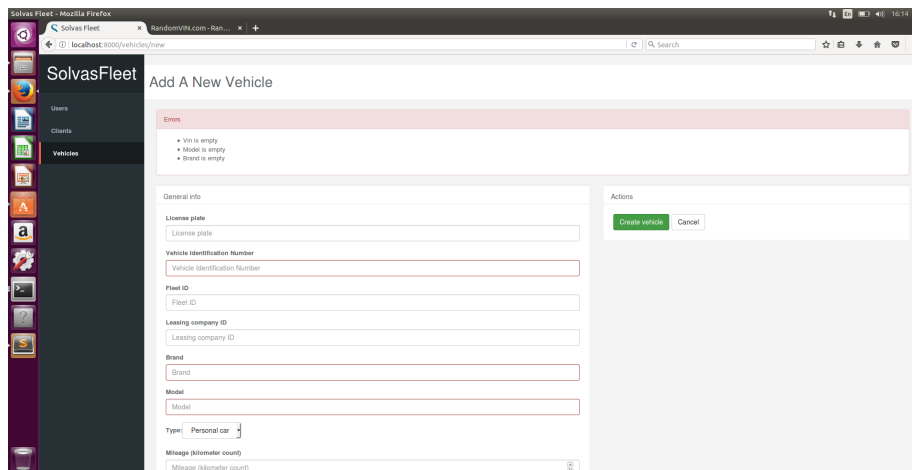 Solvas Fleet - Mozilla Firefox
En
16:14
Solvas Fleet
RandomVIN.com - Ran...
localhost:8000/vehicles/new
Search
SolvasFleet
Add A New Vehicle
Users
Clients
Vehicles
Errors
Vin is empty
Model is empty
Brand is empty
General info
Actions
License plate
License plate
Create vehicle
Cancel
Vehicle Identification Number
Vehicle Identification Number
Fleet ID
Fleet ID
Leasing company ID
Leasing company ID
Brand
Brand
Model
Model
Type: Personal car
Mileage (kilometer count)
Mileage (kilometer count)